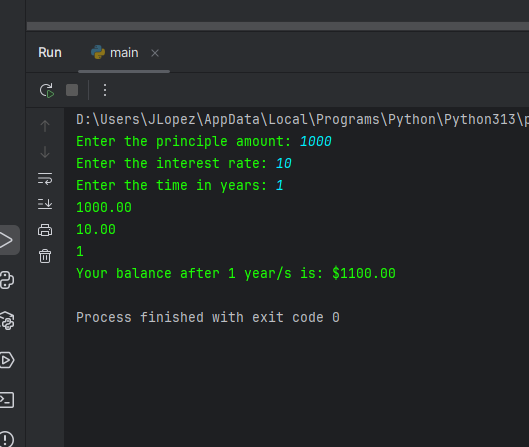 Run
main
D:\Users\JLopez\AppData\Local\Programs\Python\Python313\p
Enter the principle amount: 1000
Enter the interest rate: 10
Enter the time in years: 1
1000.00
10.00
1
Your balance after 1 year/s is: $1100.00
Process finished with exit code 0